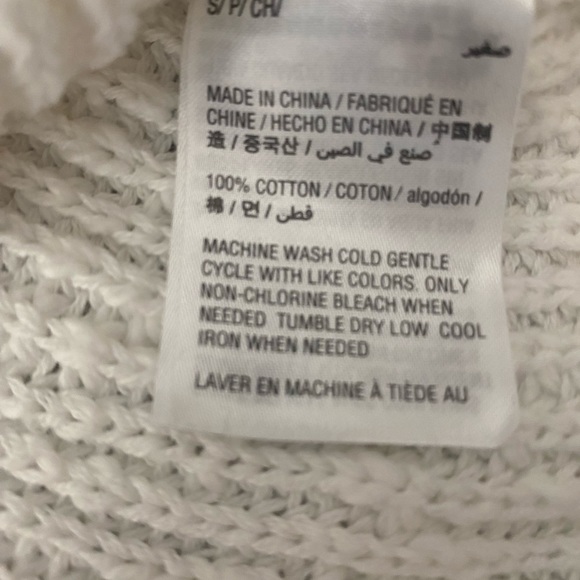 S/ P/ CH/
صغير
MADE IN CHINA / FABRIQUÉ EN
CHINE / HECHO EN CHINA / 中国制
造 / 중국산 / صنع في الصين
100% COTTON / COTON / algodón /
棉 / 면 / قطن
MACHINE WASH COLD GENTLE
CYCLE WITH LIKE COLORS. ONLY
NON-CHLORINE BLEACH WHEN
NEEDED TUMBLE DRY LOW COOL
IRON WHEN NEEDED
LAVER EN MACHINE À TIÈDE AU